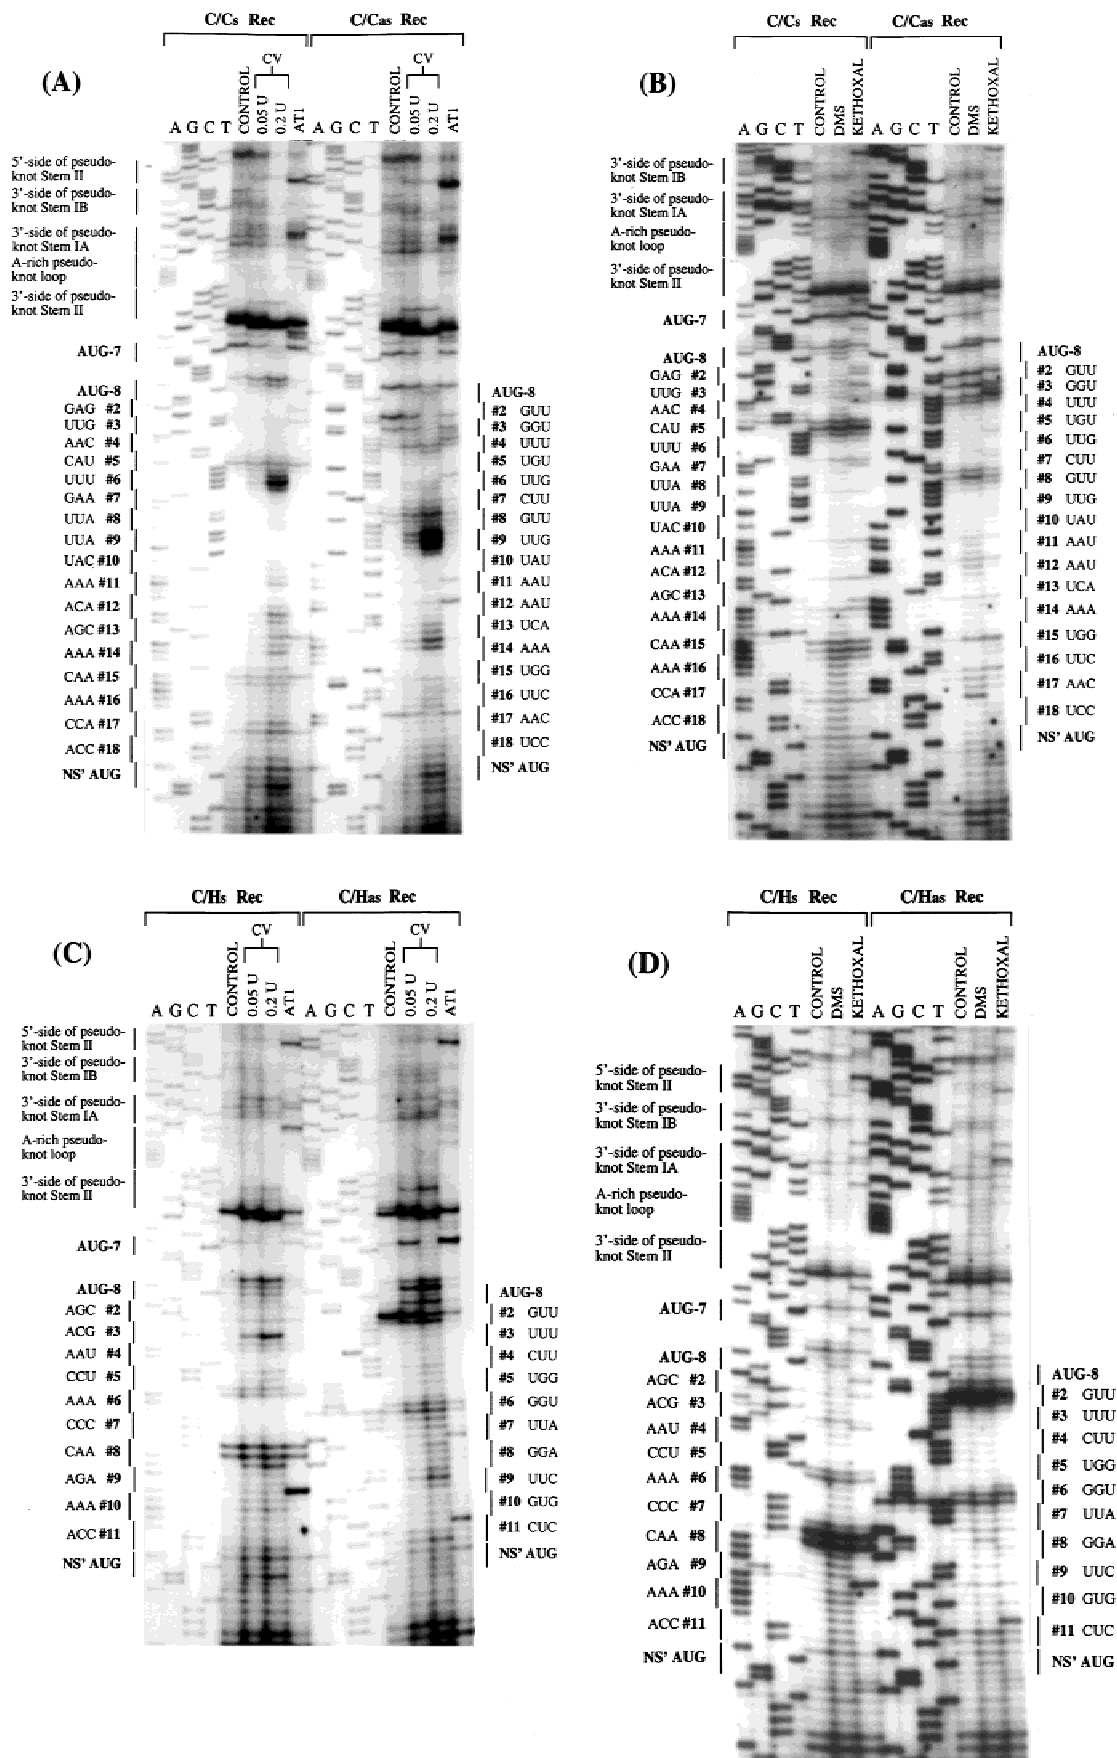 C/Cs Rec C/Cas Rec
(A)
CV CV
CONTROL 0.05 U 0.2 U AT1 CONTROL 0.05 U 0.2 U AT1
A G C T A G C T
5'-side of pseudo-
knot Stem II
3'-side of pseudo-
knot Stem IB
3'-side of pseudo-
knot Stem IA
A-rich pseudo-
knot loop
3'-side of pseudo-
knot Stem II
AUG-7
AUG-8
GAG #2
UUG #3
AAC #4
CAU #5
UUU #6
GAA #7
UUA #8
UUA #9
UAC #10
AAA #11
ACA #12
AGC #13
AAA #14
CAA #15
AAA #16
CCA #17
ACC #18
NS' AUG
AUG-8
#2 GUU
#3 GGU
#4 UUU
#5 UGU
#6 UUG
#7 CUU
#8 GUU
#9 UUG
#10 UAU
#11 AAU
#12 AAU
#13 UCA
#14 AAA
#15 UGG
#16 UUC
#17 AAC
#18 UCC
NS' AUG
C/Cs Rec C/Cas Rec
(B)
CONTROL DMS KETHOXAL CONTROL DMS KETHOXAL
A G C T A G C T
3'-side of pseudo-
knot Stem IB
3'-side of pseudo-
knot Stem IA
A-rich pseudo-
knot loop
3'-side of pseudo-
knot Stem II
AUG-7
AUG-8
GAG #2
UUG #3
AAC #4
CAU #5
UUU #6
GAA #7
UUA #8
UUA #9
UAC #10
AAA #11
ACA #12
AGC #13
AAA #14
CAA #15
AAA #16
CCA #17
ACC #18
NS' AUG
AUG-8
#2 GUU
#3 GGU
#4 UUU
#5 UGU
#6 UUG
#7 CUU
#8 GUU
#9 UUG
#10 UAU
#11 AAU
#12 AAU
#13 UCA
#14 AAA
#15 UGG
#16 UUC
#17 AAC
#18 UCC
NS' AUG
C/Hs Rec C/Has Rec
(C)
CV CV
CONTROL 0.05 U 0.2 U AT1 CONTROL 0.05 U 0.2 U AT1
A G C T A G C T
5'-side of pseudo-
knot Stem II
3'-side of pseudo-
knot Stem IB
3'-side of pseudo-
knot Stem IA
A-rich pseudo-
knot loop
3'-side of pseudo-
knot Stem II
AUG-7
AUG-8
AGC #2
ACG #3
AAU #4
CCU #5
AAA #6
CCC #7
CAA #8
AGA #9
AAA #10
ACC #11
NS' AUG
AUG-8
#2 GUU
#3 UUU
#4 CUU
#5 UGG
#6 GGU
#7 UUA
#8 GGA
#9 UUC
#10 GUG
#11 CUC
NS' AUG
C/Hs Rec C/Has Rec
(D)
CONTROL DMS KETHOXAL CONTROL DMS KETHOXAL
A G C T A G C T
5'-side of pseudo-
knot Stem II
3'-side of pseudo-
knot Stem IB
3'-side of pseudo-
knot Stem IA
A-rich pseudo-
knot loop
3'-side of pseudo-
knot Stem II
AUG-7
AUG-8
AGC #2
ACG #3
AAU #4
CCU #5
AAA #6
CCC #7
CAA #8
AGA #9
AAA #10
ACC #11
NS' AUG
AUG-8
#2 GUU
#3 UUU
#4 CUU
#5 UGG
#6 GGU
#7 UUA
#8 GGA
#9 UUC
#10 GUG
#11 CUC
NS' AUG